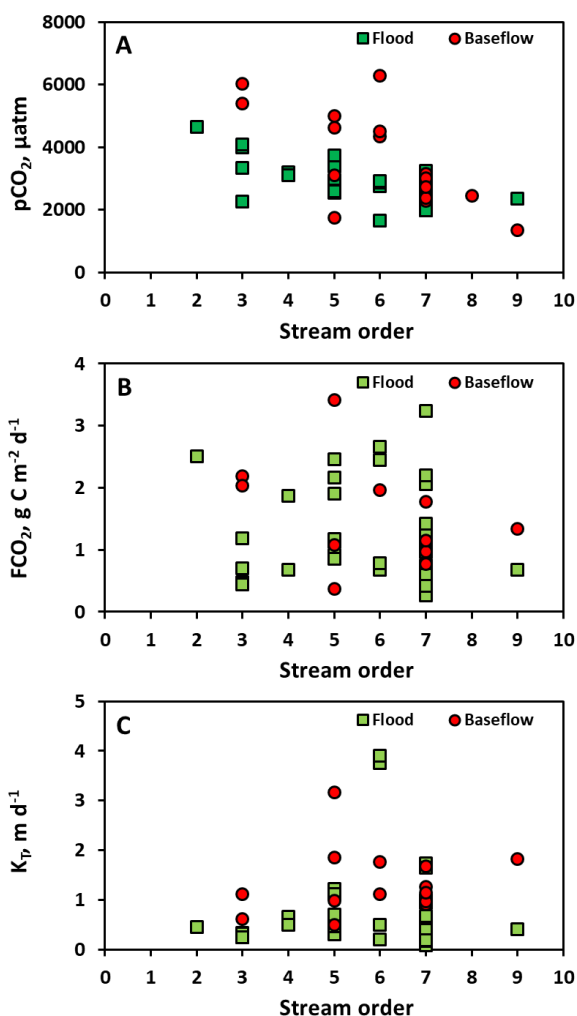 A
Flood
Baseflow
8000
6000
4000
2000
0
pCO₂, µatm
0 1 2 3 4 5 6 7 8 9 10
Stream order
B
Flood
Baseflow
4
3
2
1
0
FCO₂, g C m⁻² d⁻¹
0 1 2 3 4 5 6 7 8 9 10
Stream order
C
Flood
Baseflow
5
4
3
2
1
0
K_T, m d⁻¹
0 1 2 3 4 5 6 7 8 9 10
Stream order